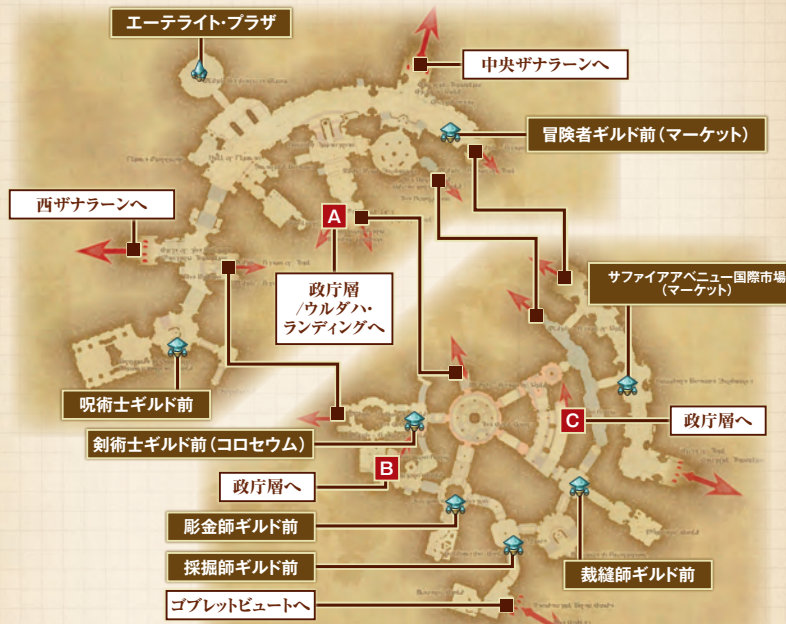 エーテライト・プラザ
中央ザナラーンへ
冒険者ギルド前(マーケット)
西ザナラーンへ
A
政庁層
/ウルダハ・
ランディングへ
サファイアアベニュー国際市場
(マーケット)
呪術士ギルド前
C
政庁層へ
剣術士ギルド前(コロセウム)
B
政庁層へ
彫金師ギルド前
採掘師ギルド前
裁縫師ギルド前
ゴブレットビュートへ